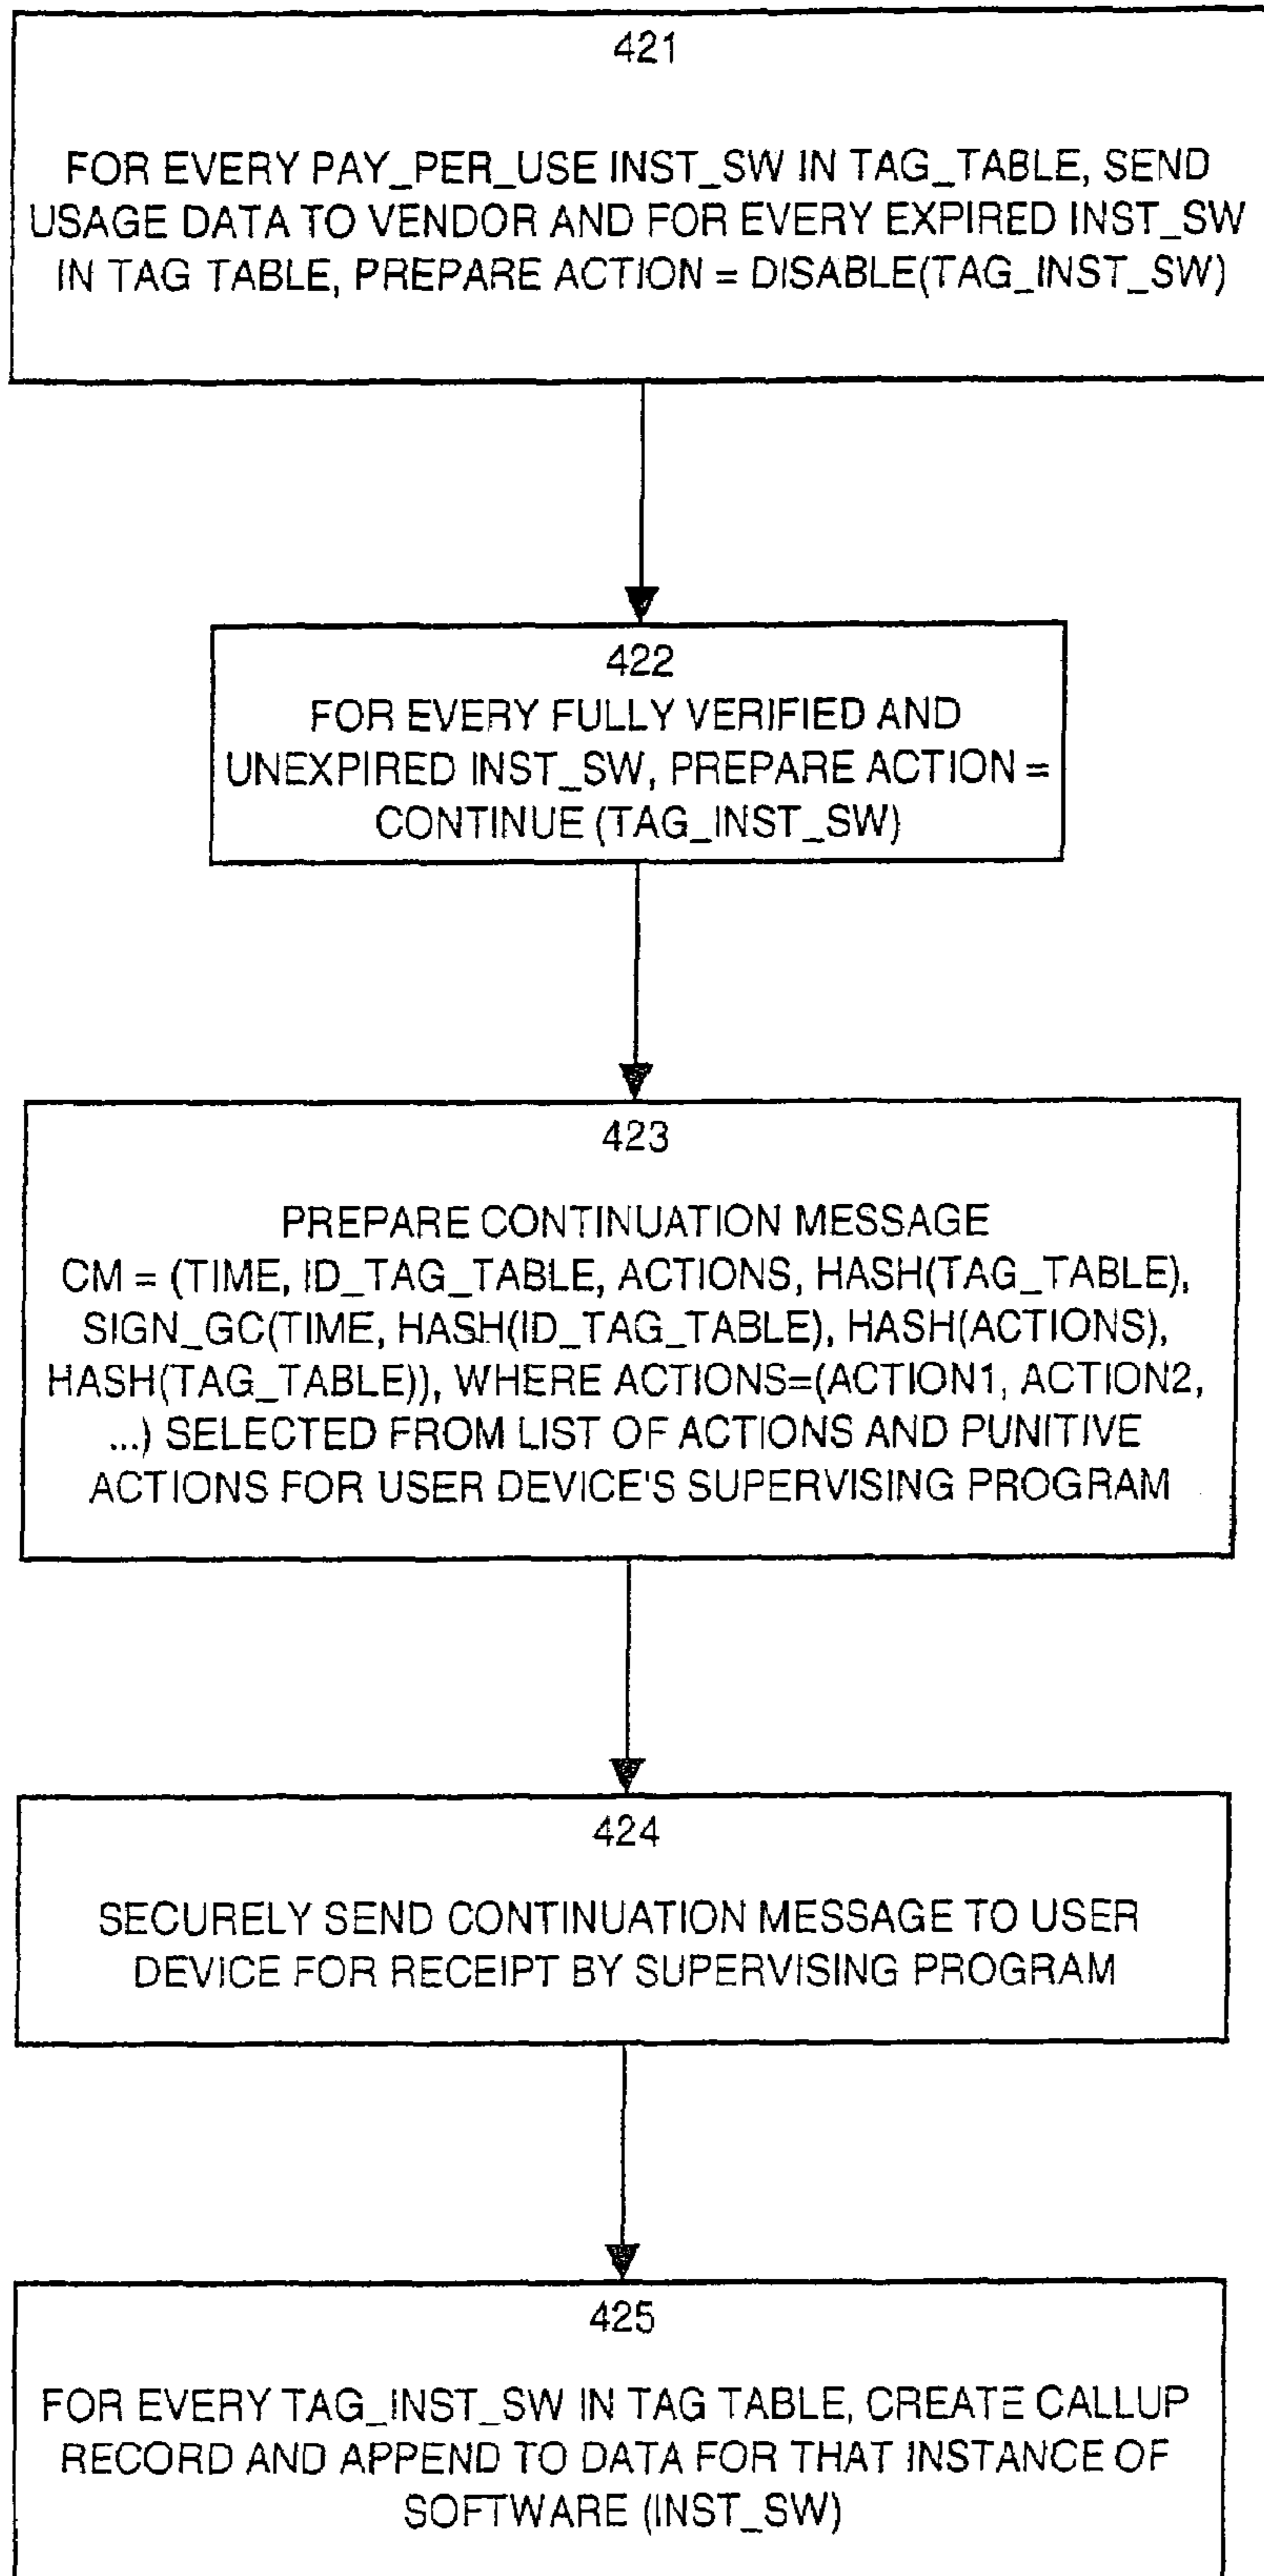 421
FOR EVERY PAY_PER_USE INST_SW IN TAG_TABLE, SEND
USAGE DATA TO VENDOR AND FOR EVERY EXPIRED INST_SW
IN TAG TABLE, PREPARE ACTION = DISABLE(TAG_INST_SW)
422
FOR EVERY FULLY VERIFIED AND
UNEXPIRED INST_SW, PREPARE ACTION =
CONTINUE (TAG_INST_SW)
423
PREPARE CONTINUATION MESSAGE
CM = (TIME, ID_TAG_TABLE, ACTIONS, HASH(TAG_TABLE),
SIGN_GC(TIME, HASH(ID_TAG_TABLE), HASH(ACTIONS),
HASH(TAG_TABLE)), WHERE ACTIONS=(ACTION1, ACTION2,
...) SELECTED FROM LIST OF ACTIONS AND PUNITIVE
ACTIONS FOR USER DEVICE'S SUPERVISING PROGRAM
424
SECURELY SEND CONTINUATION MESSAGE TO USER
DEVICE FOR RECEIPT BY SUPERVISING PROGRAM
425
FOR EVERY TAG_INST_SW IN TAG TABLE, CREATE CALLUP
RECORD AND APPEND TO DATA FOR THAT INSTANCE OF
SOFTWARE (INST_SW)